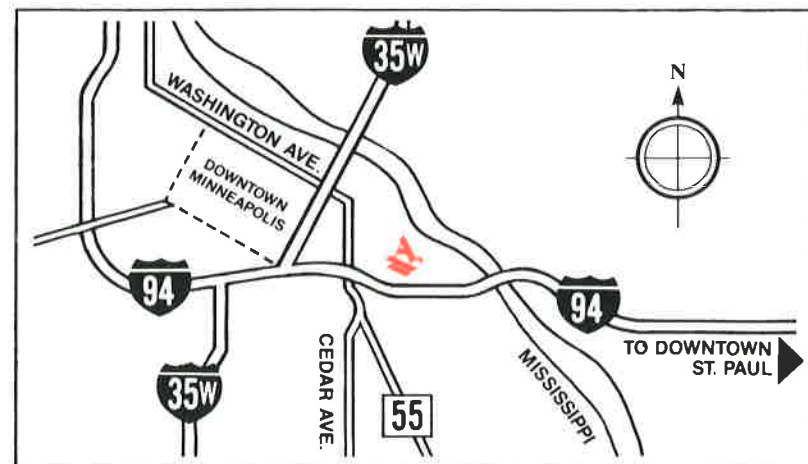 35W
N
WASHINGTON AVE.
DOWNTOWN
MINNEAPOLIS
94
94
TO DOWNTOWN
ST. PAUL
CEDAR AVE.
MISSISSIPPI
35W
55